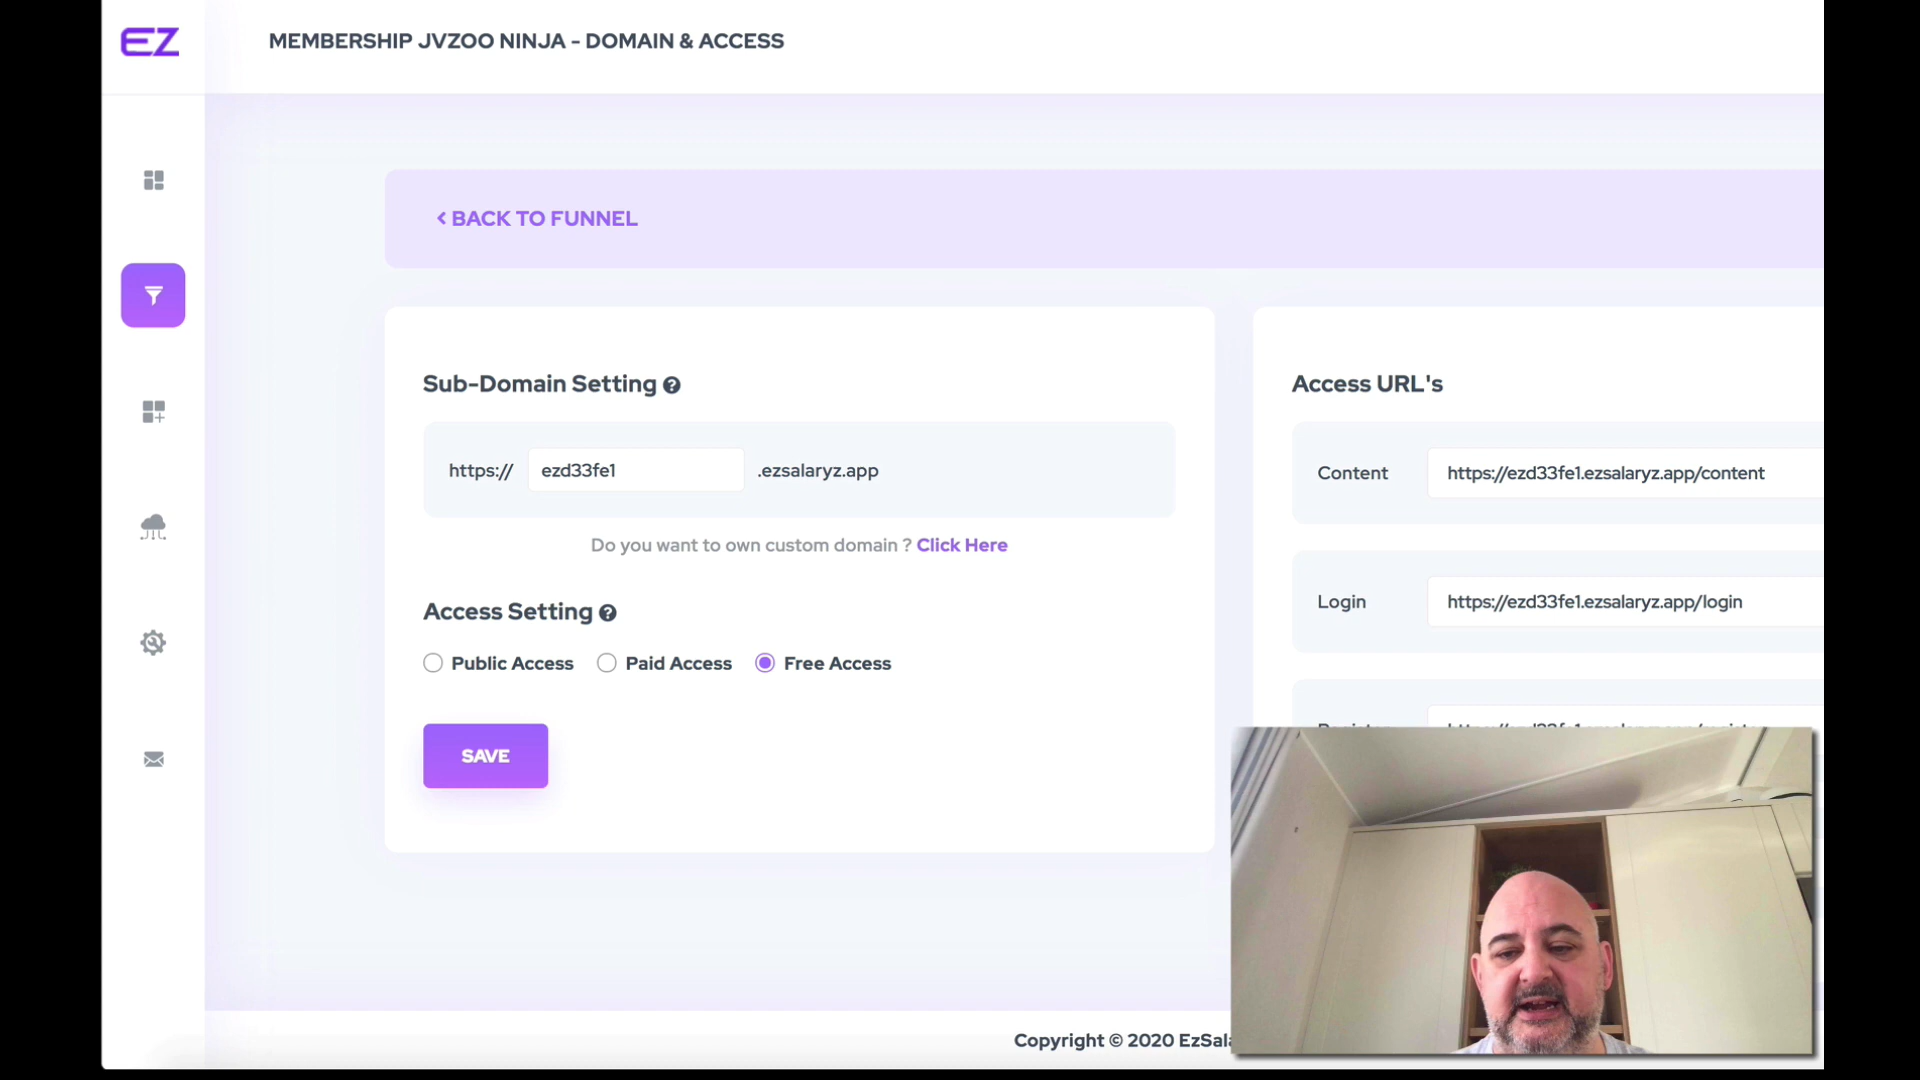 EZ
MEMBERSHIP JVZOO NINJA - DOMAIN & ACCESS
< BACK TO FUNNEL
Sub-Domain Setting
https:// ezd33fe1 .ezsalaryz.app
Do you want to own custom domain ? Click Here
Access Setting
Public Access Paid Access Free Access
SAVE
Access URL's
Content https://ezd33fe1.ezsalaryz.app/content
Login https://ezd33fe1.ezsalaryz.app/login
Copyright © 2020